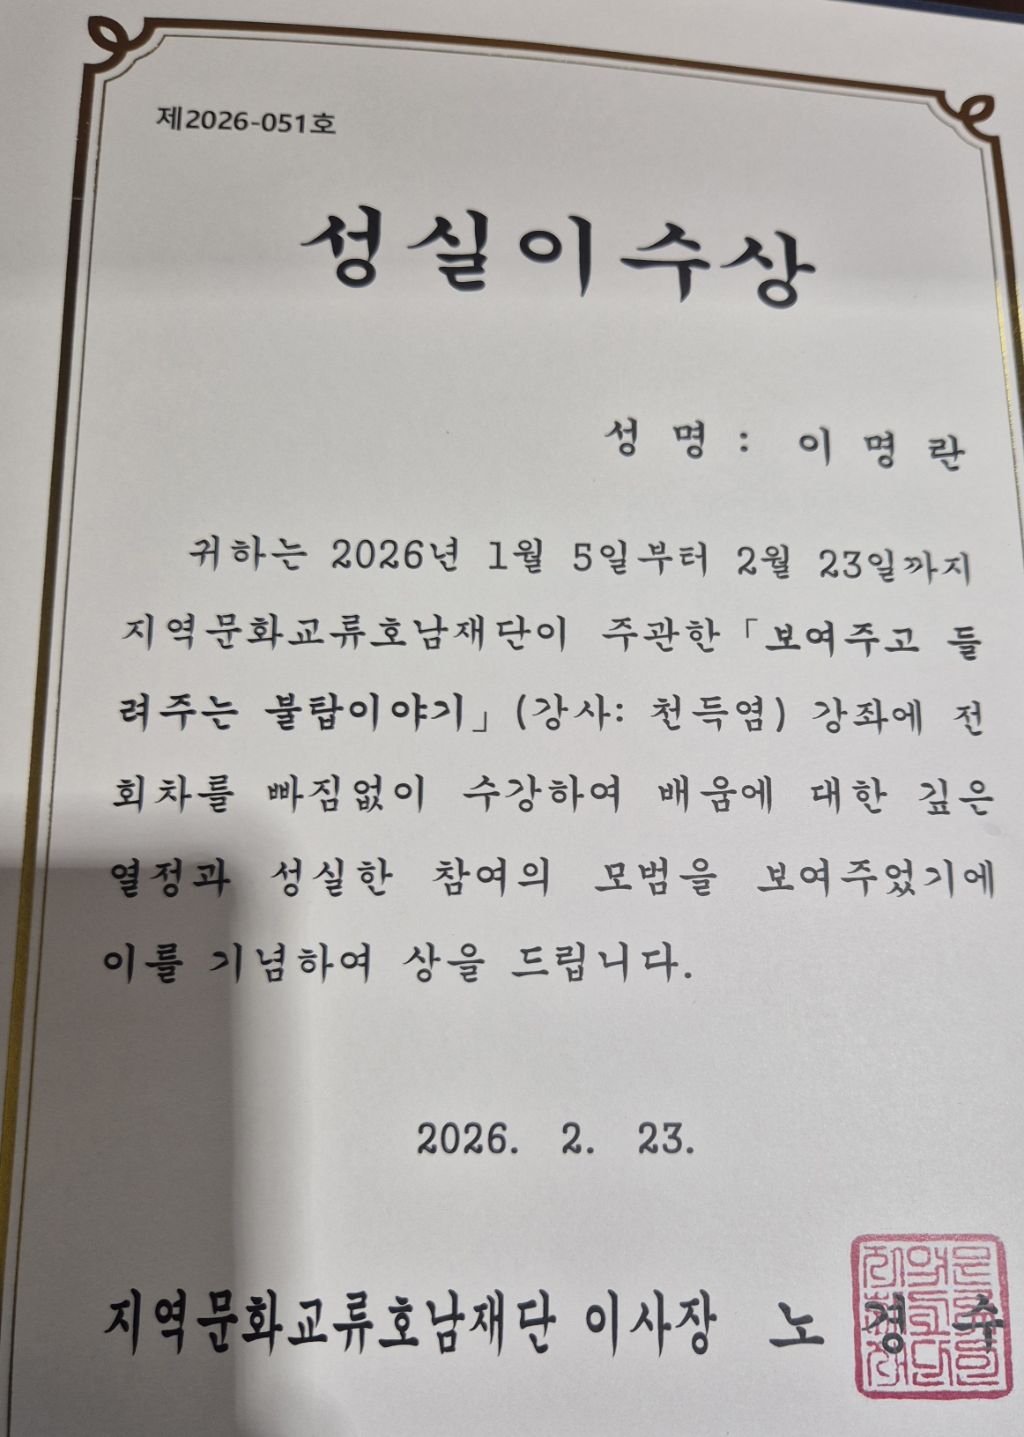 제2026-051호
성실이수상
성 명 : 이 명 란
귀하는 2026년 1월 5일부터 2월 23일까지
지역문화교류호남재단이 주관한 「보여주고 들
려주는 불탑이야기」 (강사: 천득염) 강좌에 전
회차를 빠짐없이 수강하여 배움에 대한 깊은
열정과 성실한 참여의 모범을 보여주었기에
이를 기념하여 상을 드립니다.
2026. 2. 23.
지역문화교류호남재단 이사장 노 경 수